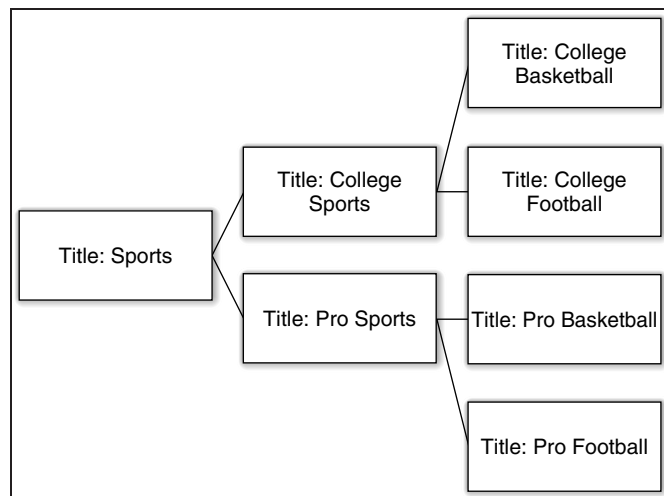 Title: College
Basketball
Title: College
Sports
Title: College
Football
Title: Sports
Title: Pro Sports
Title: Pro Basketball
Title: Pro Football